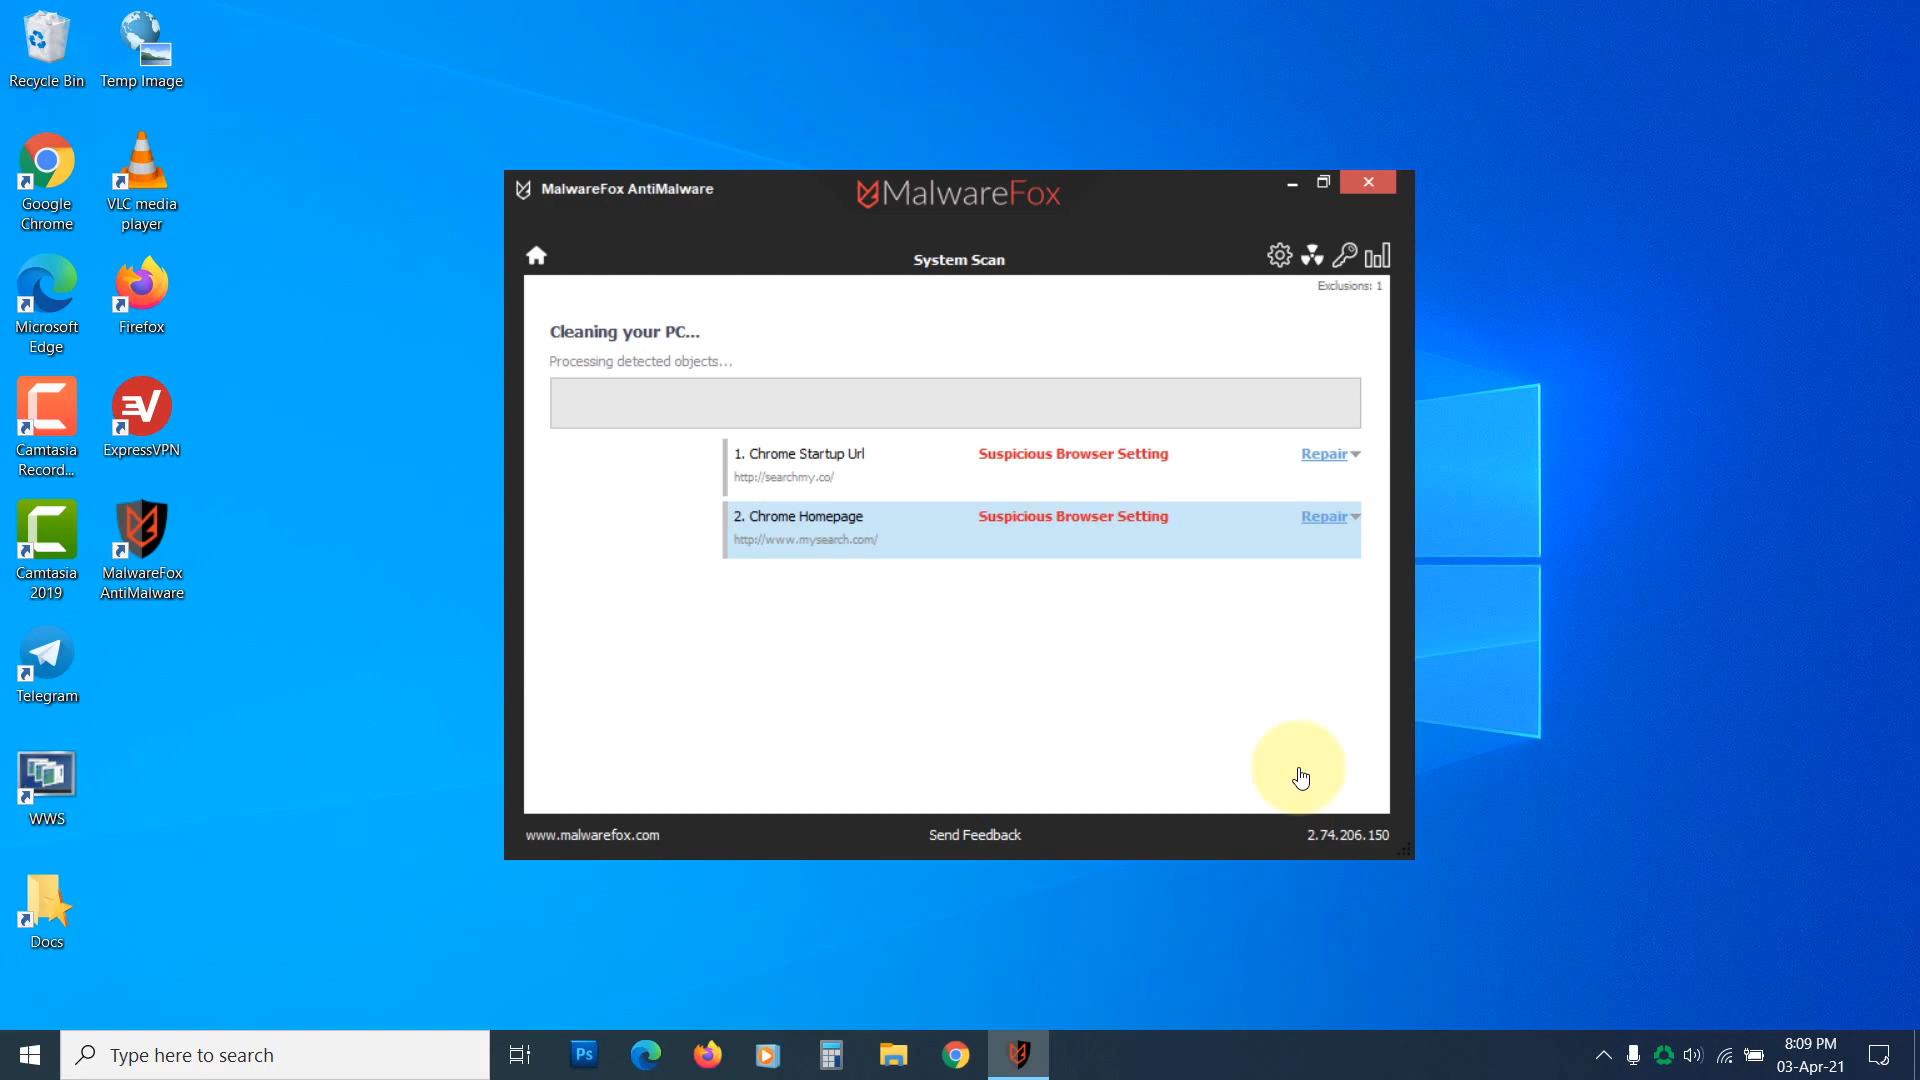 Recycle Bin
Temp Image
Google
Chrome
VLC media
player
Microsoft
Edge
Firefox
Camtasia
Record...
ExpressVPN
Camtasia
2019
MalwareFox
AntiMalware
Telegram
WWS
Docs
MalwareFox AntiMalware
MalwareFox
System Scan
Exclusions: 1
Cleaning your PC...
Processing detected objects...
1. Chrome Startup Url
Suspicious Browser Setting
Repair
http://searchmy.co/
2. Chrome Homepage
Suspicious Browser Setting
Repair
http://www.mysearch.com/
www.malwarefox.com
Send Feedback
2.74.206.150
Type here to search
Ps
8:09 PM
03-Apr-21